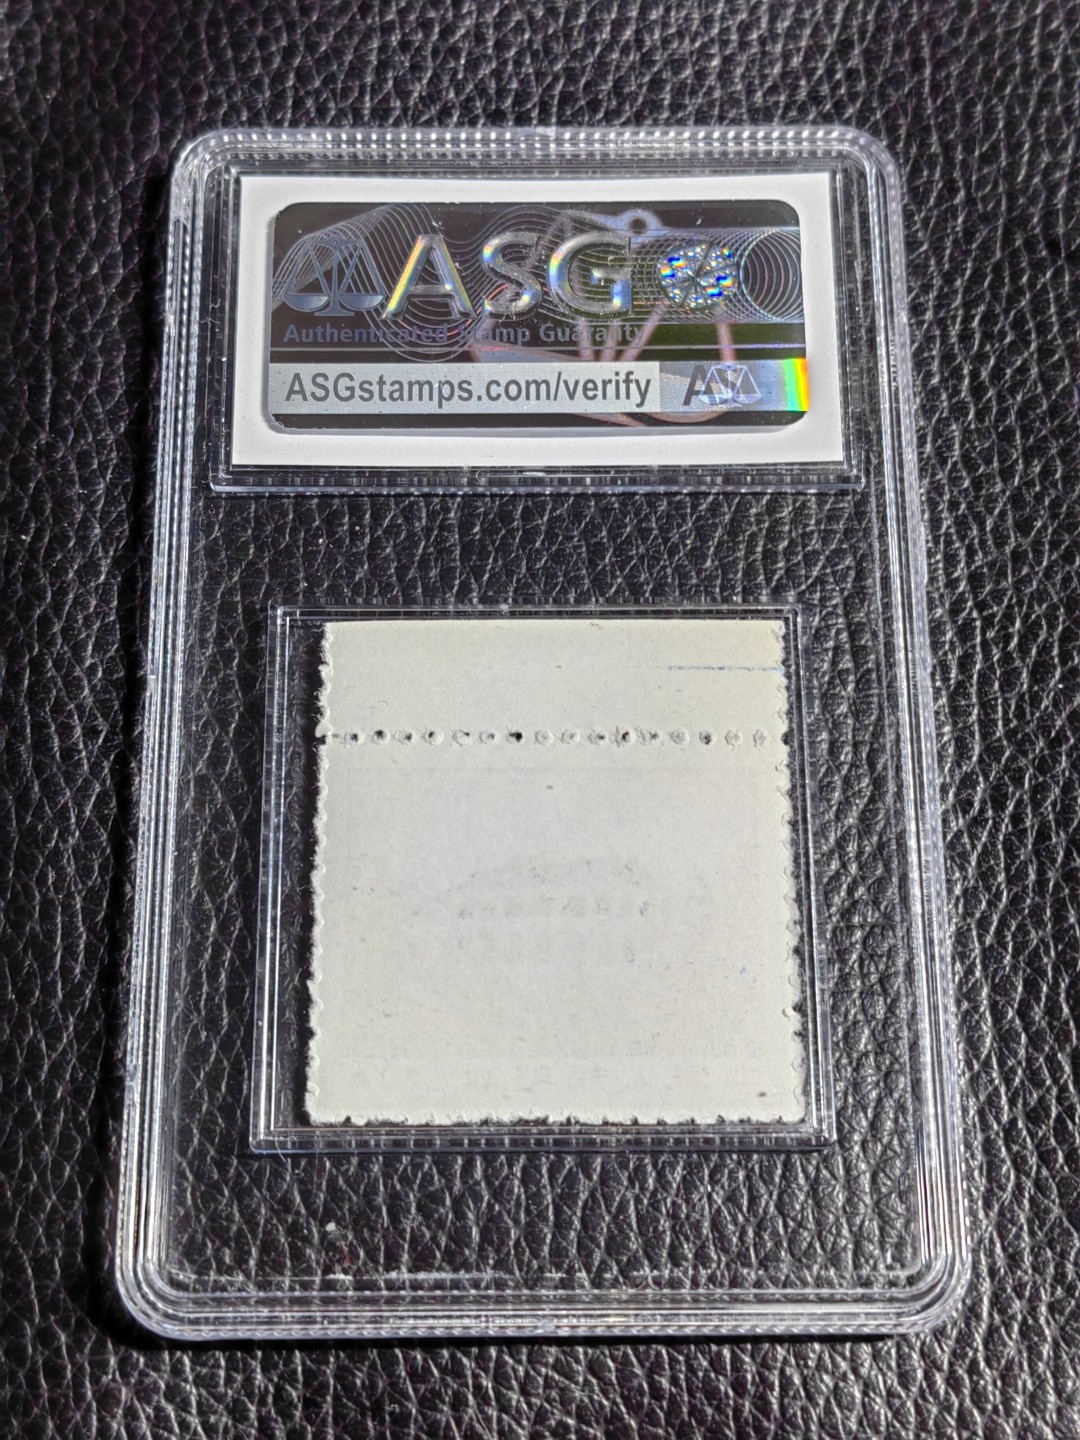 ASG
Authenticated Stamp Guaranty
ASGstamps.com/verify